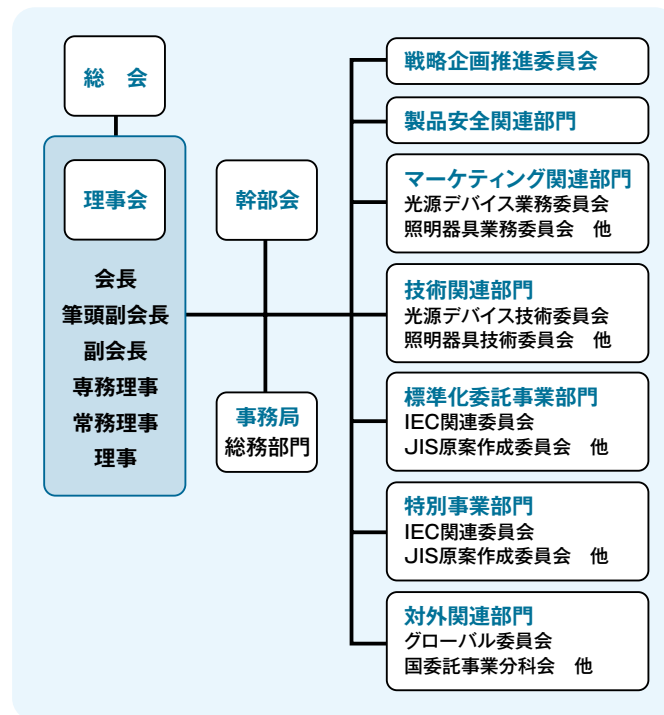 総　会
理事会
会長
筆頭副会長
副会長
専務理事
常務理事
理事
幹部会
事務局
総務部門
戦略企画推進委員会
製品安全関連部門
マーケティング関連部門
光源デバイス業務委員会
照明器具業務委員会　他
技術関連部門
光源デバイス技術委員会
照明器具技術委員会　他
標準化委託事業部門
IEC関連委員会
JIS原案作成委員会　他
特別事業部門
IEC関連委員会
JIS原案作成委員会　他
対外関連部門
グローバル委員会
国委託事業分科会　他